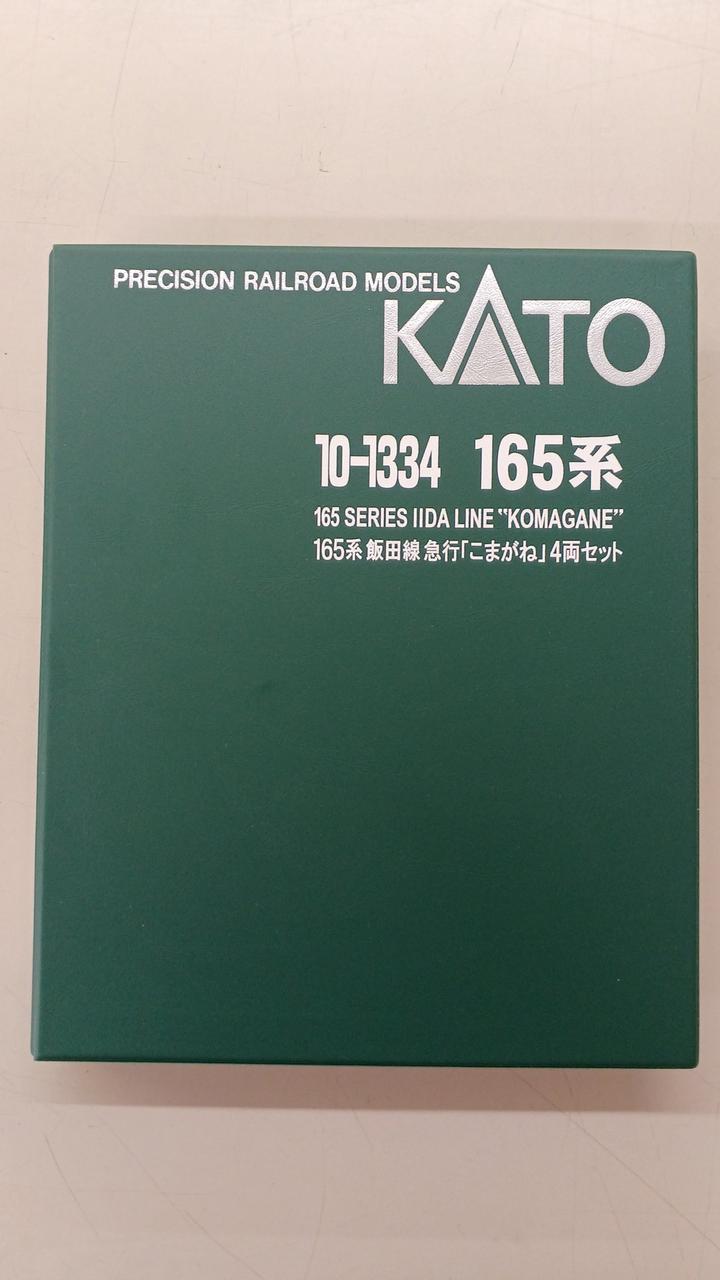 PRECISION RAILROAD MODELS
KATO
10-1334 165系
165 SERIES IIDA LINE “KOMAGANE”
165系 飯田線 急行「こまがね」4両セット